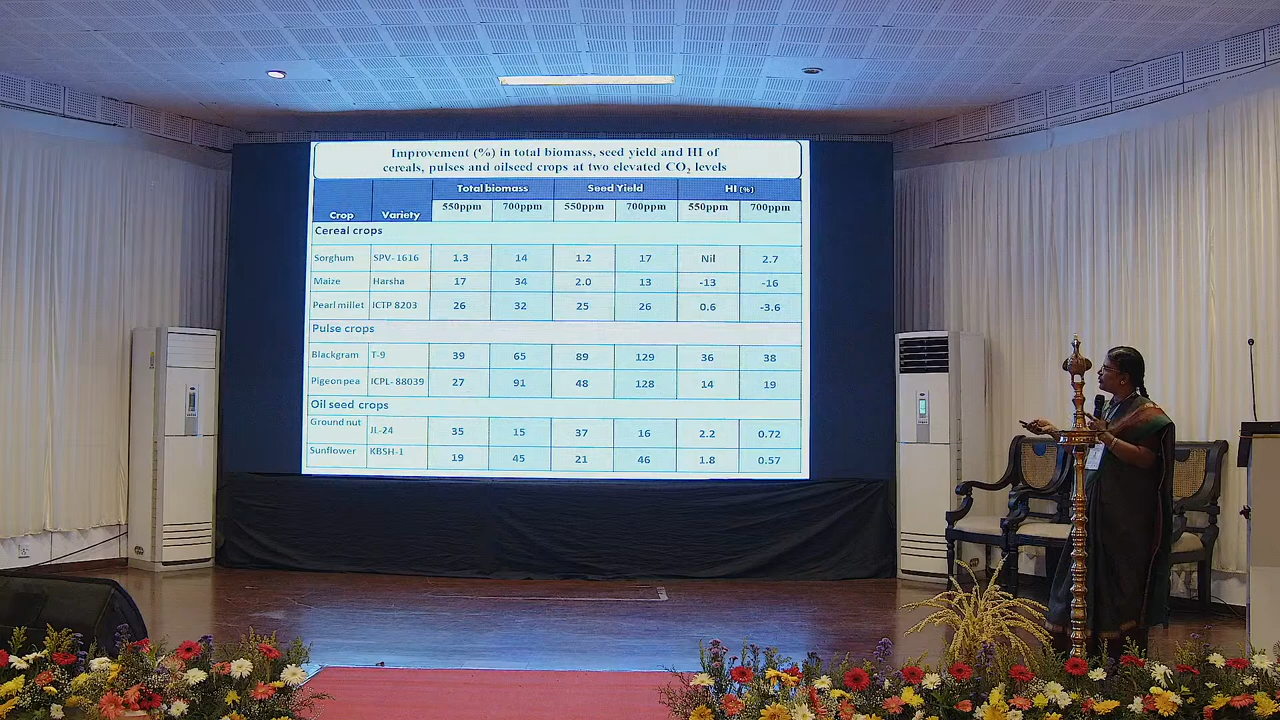 Improvement (%) in total biomass, seed yield and HI of
cereals, pulses and oilseed crops at two elevated CO₂ levels
Crop Variety Total biomass Seed Yield HI (%)
550ppm 700ppm 550ppm 700ppm 550ppm 700ppm
Cereal crops
Sorghum SPV- 1616 1.3 14 1.2 17 Nil 2.7
Maize Harsha 17 34 2.0 13 -13 -16
Pearl millet ICTP 8203 26 32 25 26 0.6 -3.6
Pulse crops
Blackgram T-9 39 65 89 129 36 38
Pigeon pea ICPL- 88039 27 91 48 128 14 19
Oil seed crops
Ground nut JL-24 35 15 37 16 2.2 0.72
Sunflower KBSH-1 19 45 21 46 1.8 0.57